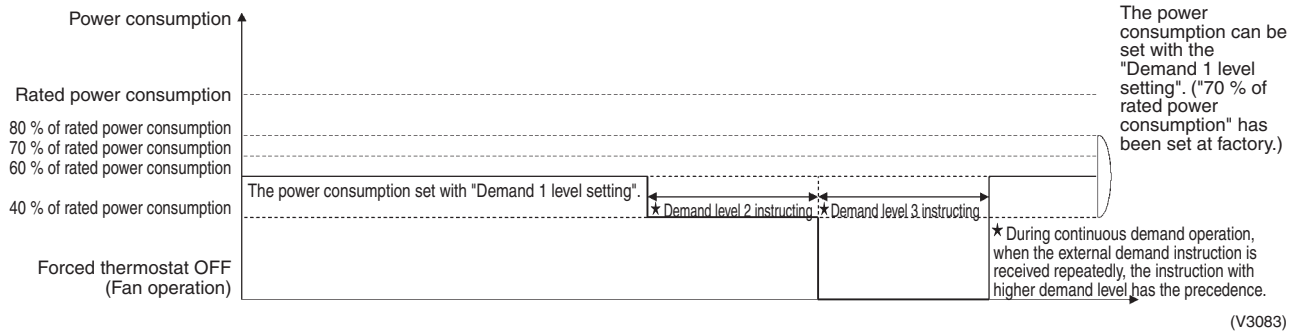 Power consumption
Rated power consumption
80 % of rated power consumption
70 % of rated power consumption
60 % of rated power consumption
40 % of rated power consumption
Forced thermostat OFF
(Fan operation)
The power consumption set with "Demand 1 level setting".
★ Demand level 2 instructing
★ Demand level 3 instructing
The power
consumption can be
set with the
"Demand 1 level
setting". ("70 % of
rated power
consumption" has
been set at factory.)
★ During continuous demand operation,
when the external demand instruction is
received repeatedly, the instruction with
higher demand level has the precedence.
(V3083)